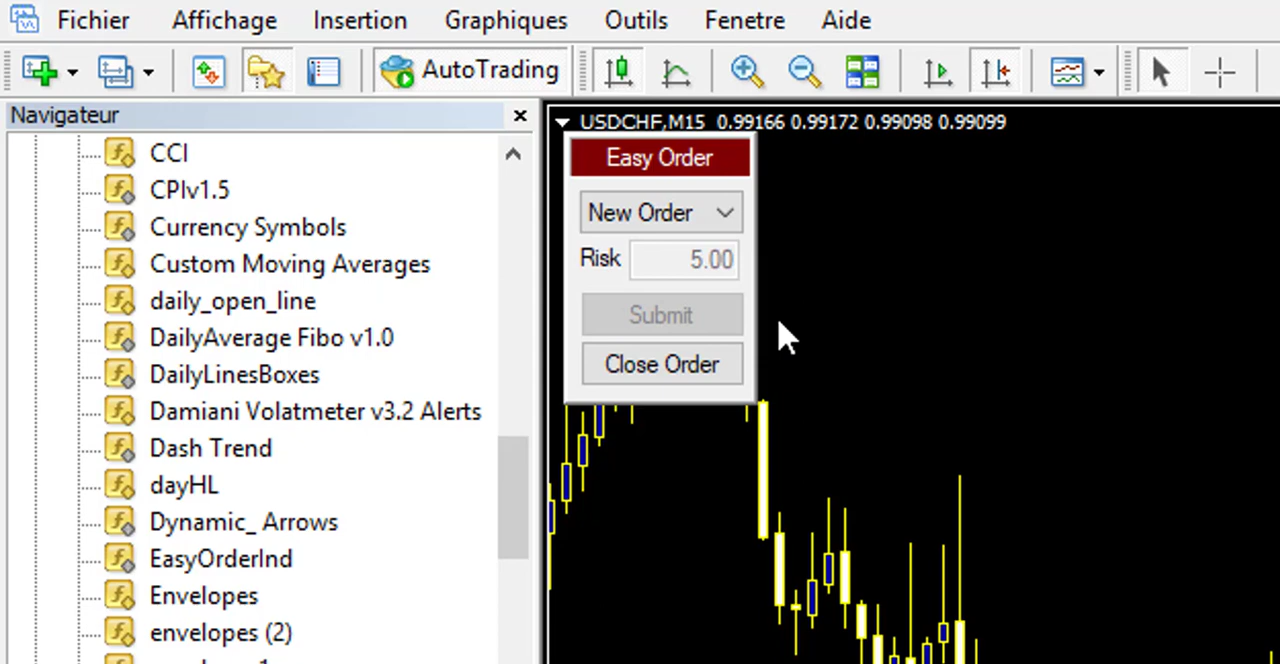 Fichier Affichage Insertion Graphiques Outils Fenetre Aide
AutoTrading
Navigateur
CCI
CPIv1.5
Currency Symbols
Custom Moving Averages
daily_open_line
DailyAverage Fibo v1.0
DailyLinesBoxes
Damiani Volatmeter v3.2 Alerts
Dash Trend
dayHL
Dynamic_ Arrows
EasyOrderInd
Envelopes
envelopes (2)
USDCHF,M15 0.99166 0.99172 0.99098 0.99099
Easy Order
New Order
Risk 5.00
Submit
Close Order